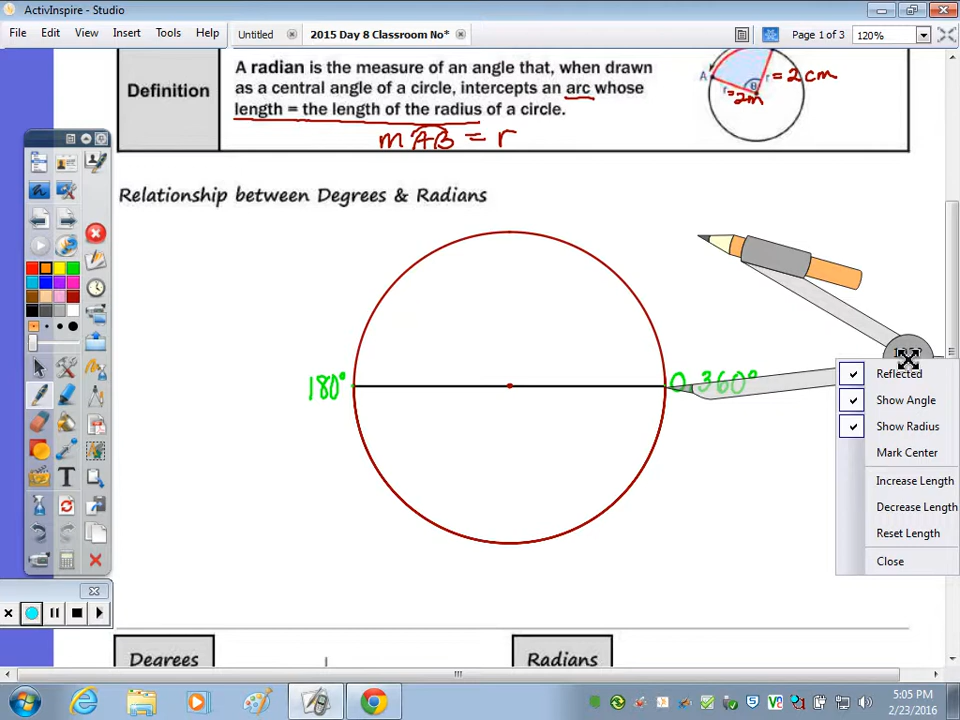 ActivInspire - Studio
File Edit View Insert Tools Help Untitled 2015 Day 8 Classroom No* Page 1 of 3 120%
Definition
A radian is the measure of an angle that, when drawn
as a central angle of a circle, intercepts an arc whose
length = the length of the radius of a circle.
m AB = r
A r = 2 cm
r = 2m θ
Relationship between Degrees & Radians
180° 0, 360°
Reflected
Show Angle
Show Radius
Mark Center
Increase Length
Decrease Length
Reset Length
Close
Degrees Radians
5:05 PM
2/23/2016